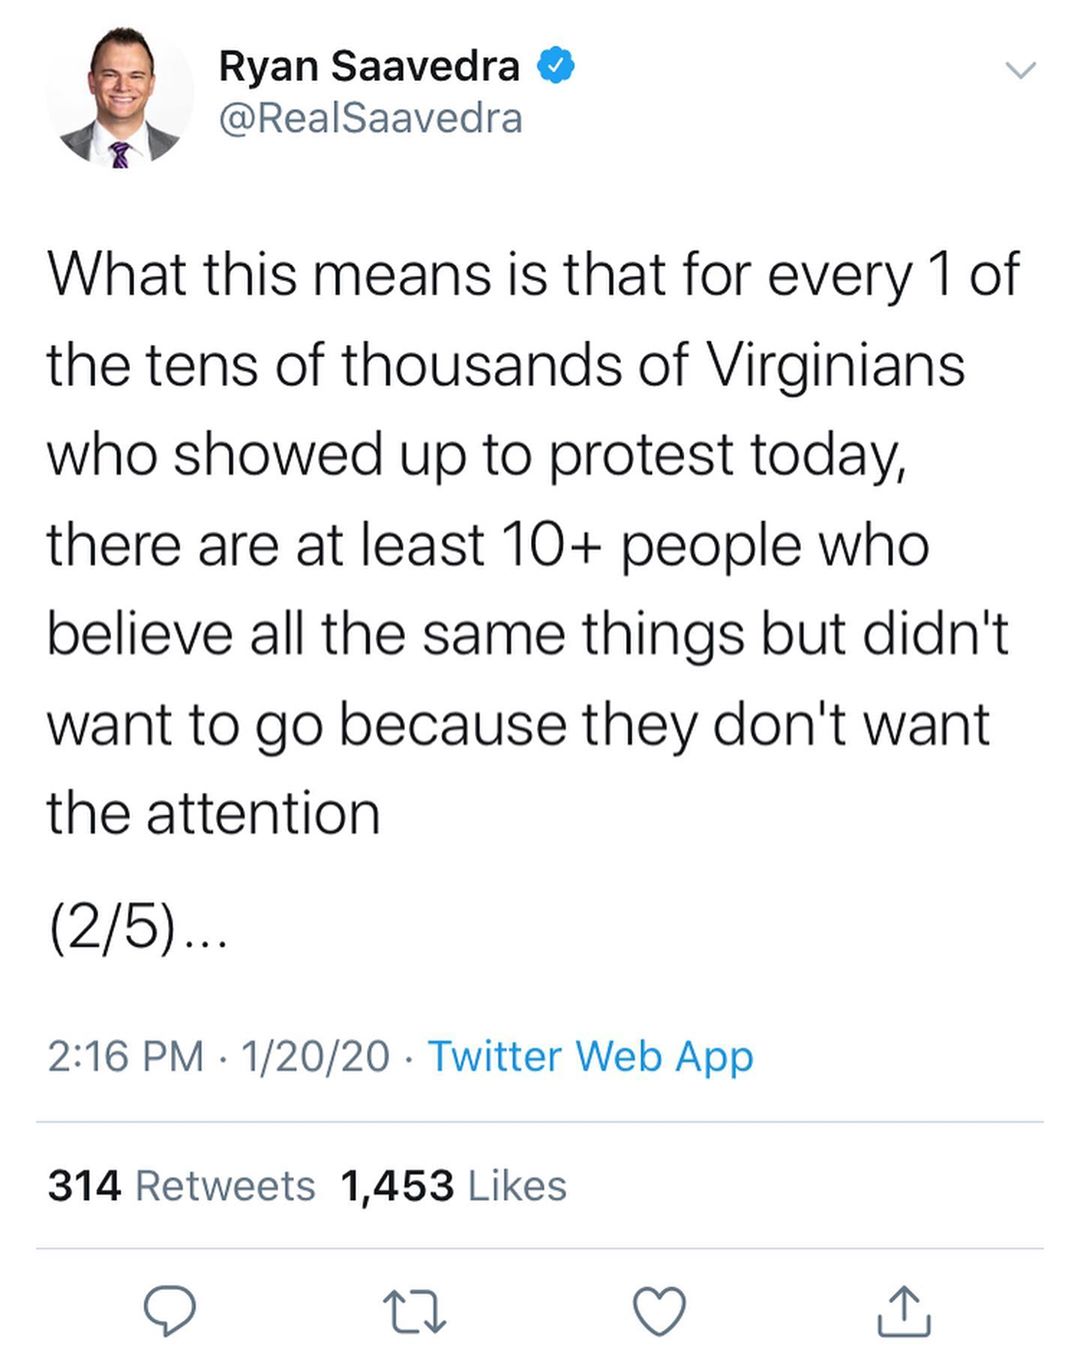 Ryan Saavedra
@RealSaavedra
What this means is that for every 1 of
the tens of thousands of Virginians
who showed up to protest today,
there are at least 10+ people who
believe all the same things but didn't
want to go because they don't want
the attention
(2/5)...
2:16 PM · 1/20/20 · Twitter Web App
314 Retweets 1,453 Likes